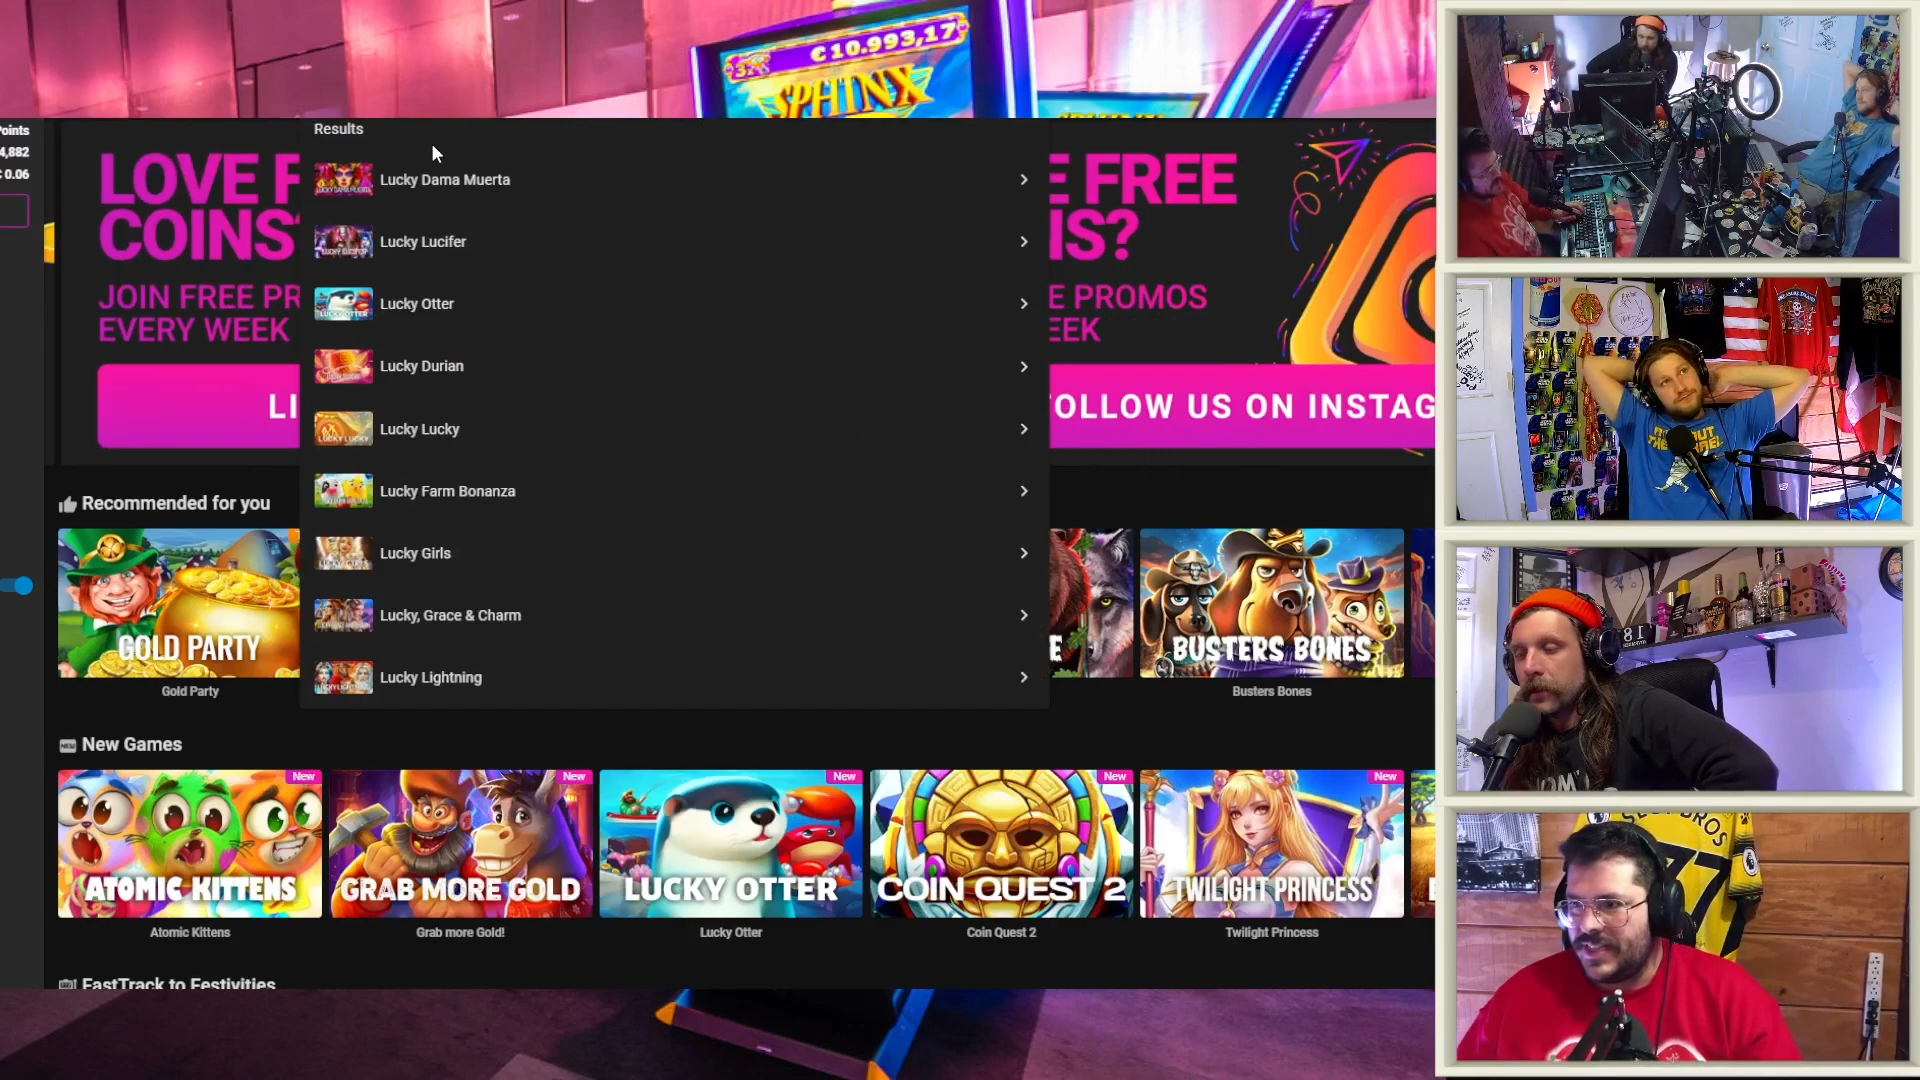 €10.993,17
SPHINX
Points
4,882
€ 0.06
Results
LOVE F
COINS
JOIN FREE PR
EVERY WEEK
LI
E FREE
NS?
E PROMOS
EEK
FOLLOW US ON INSTAG
Lucky Dama Muerta
Lucky Lucifer
Lucky Otter
Lucky Durian
Lucky Lucky
Lucky Farm Bonanza
Lucky Girls
Lucky, Grace & Charm
Lucky Lightning
Recommended for you
GOLD PARTY
Gold Party
E
BUSTERS BONES
Busters Bones
NEW New Games
New
New
New
New
New
ATOMIC KITTENS
GRAB MORE GOLD
LUCKY OTTER
COIN QUEST 2
TWILIGHT PRINCESS
Atomic Kittens
Grab more Gold!
Lucky Otter
Coin Quest 2
Twilight Princess
FastTrack to Festivities